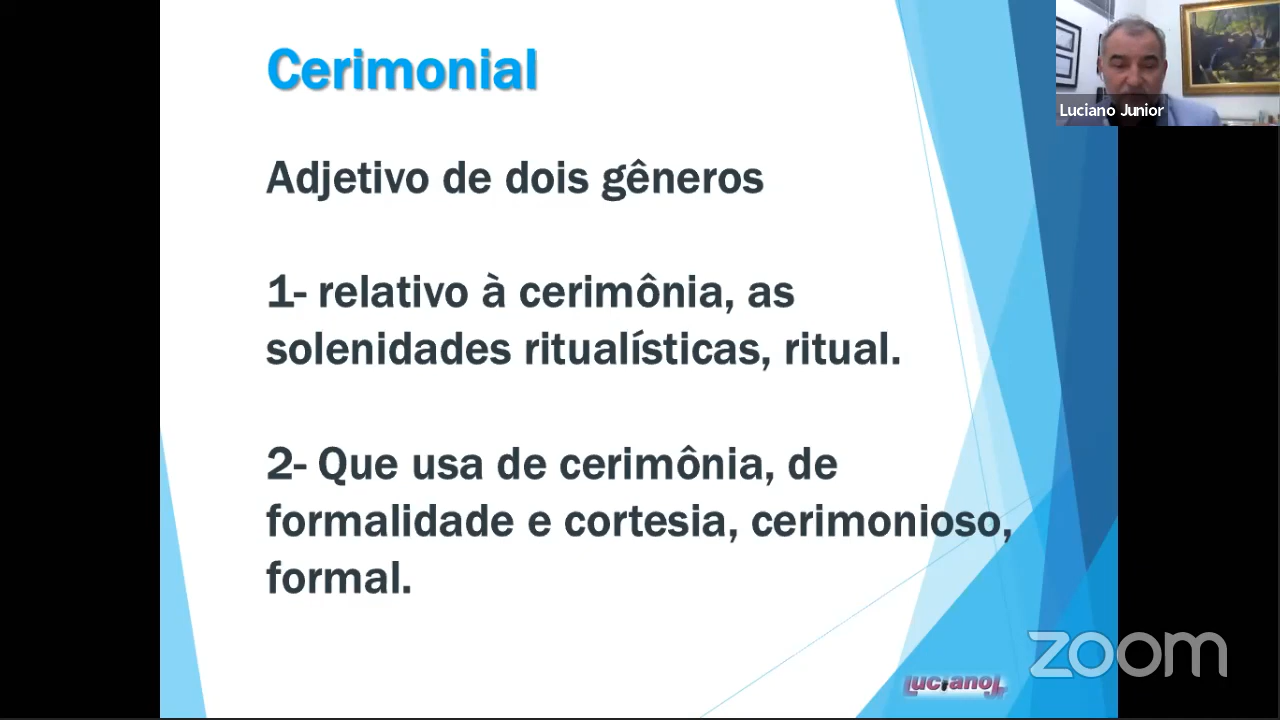 Cerimonial
Luciano Junior
Adjetivo de dois gêneros
1- relativo à cerimônia, as
solenidades ritualísticas, ritual.
2- Que usa de cerimônia, de
formalidade e cortesia, cerimonioso,
formal.
zoom
LucianoJr